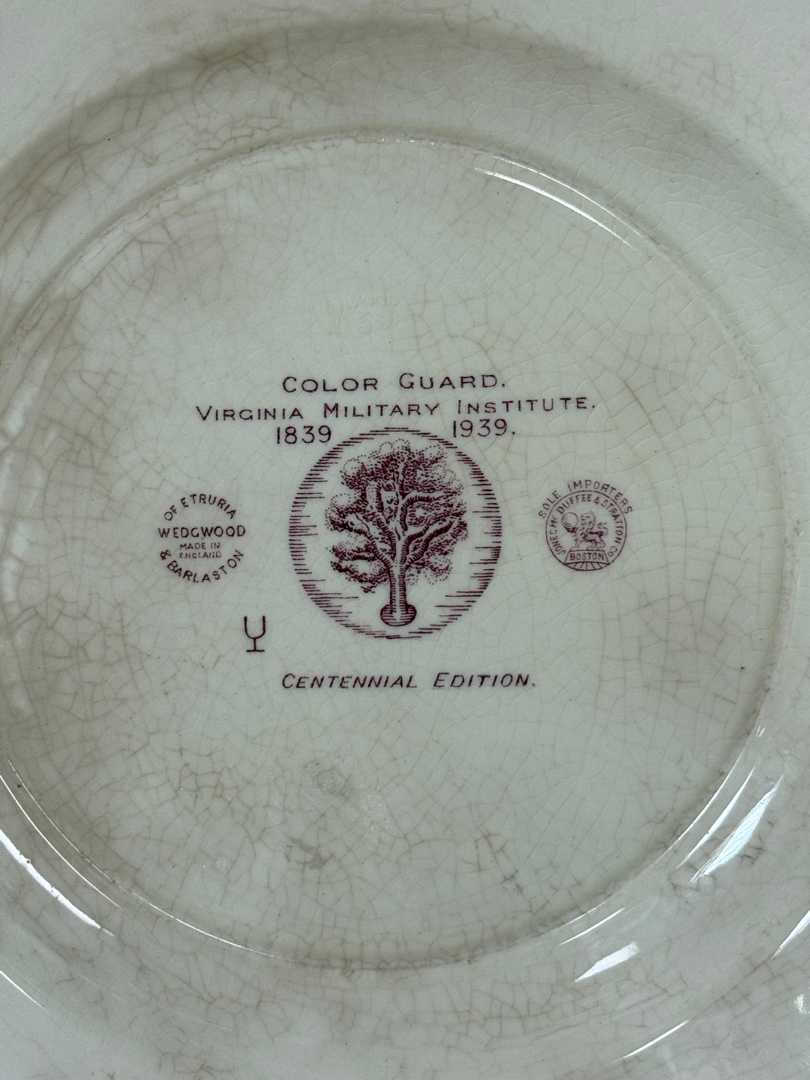 COLOR GUARD.
VIRGINIA MILITARY INSTITUTE.
1839 1939.
OF ETRURIA
WEDGWOOD
MADE IN
ENGLAND
& BARLASTON
SOLE IMPORTERS
JONES, MCDUFFEE & STRATTON CO
BOSTON
CENTENNIAL EDITION.